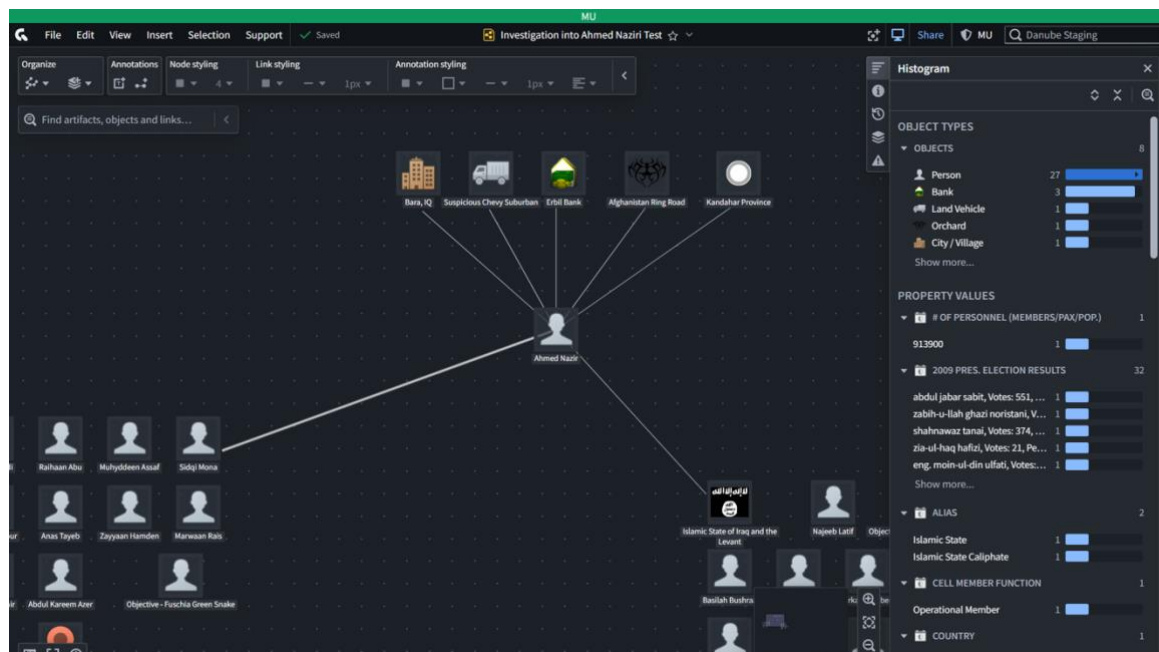 MU
File Edit View Insert Selection Support Saved
Investigation into Ahmed Naziri Test
Share MU Danube Staging
Organize Annotations Node styling Link styling Annotation styling
4 1px 1px
Find artifacts, objects and links...
Bara, IQ Suspicious Chevy Suburban Erbil Bank Afghanistan Ring Road Kandahar Province
Ahmed Nazir
Raihaan Abu Muhyddeen Assaf Sidqi Mona
Anas Tayeb Zayyaan Hamden Marwaan Rais
Abdul Kareem Azer Objective - Fuschia Green Snake
Islamic State of Iraq and the
Levant
Najeeb Latif
Basilah Bushra
Histogram
OBJECT TYPES
OBJECTS 8
Person 27
Bank 3
Land Vehicle 1
Orchard 1
City / Village 1
Show more...
PROPERTY VALUES
# OF PERSONNEL (MEMBERS/PAX/POP.) 1
913900 1
2009 PRES. ELECTION RESULTS 32
abdul jabar sabit, Votes: 551, ... 1
zabih-u-llah ghazi noristani, V... 1
shahnawaz tanai, Votes: 374, ... 1
zia-ul-haq hafizi, Votes: 21, Pe... 1
eng. moin-ul-din ulfati, Votes:... 1
Show more...
ALIAS 2
Islamic State 1
Islamic State Caliphate 1
CELL MEMBER FUNCTION 1
Operational Member 1
COUNTRY 1